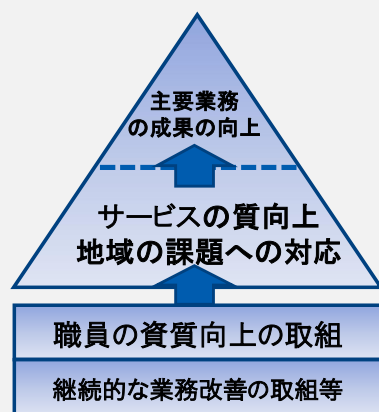 主要業務
の成果の向上
サービスの質向上
地域の課題への対応
職員の資質向上の取組
継続的な業務改善の取組等